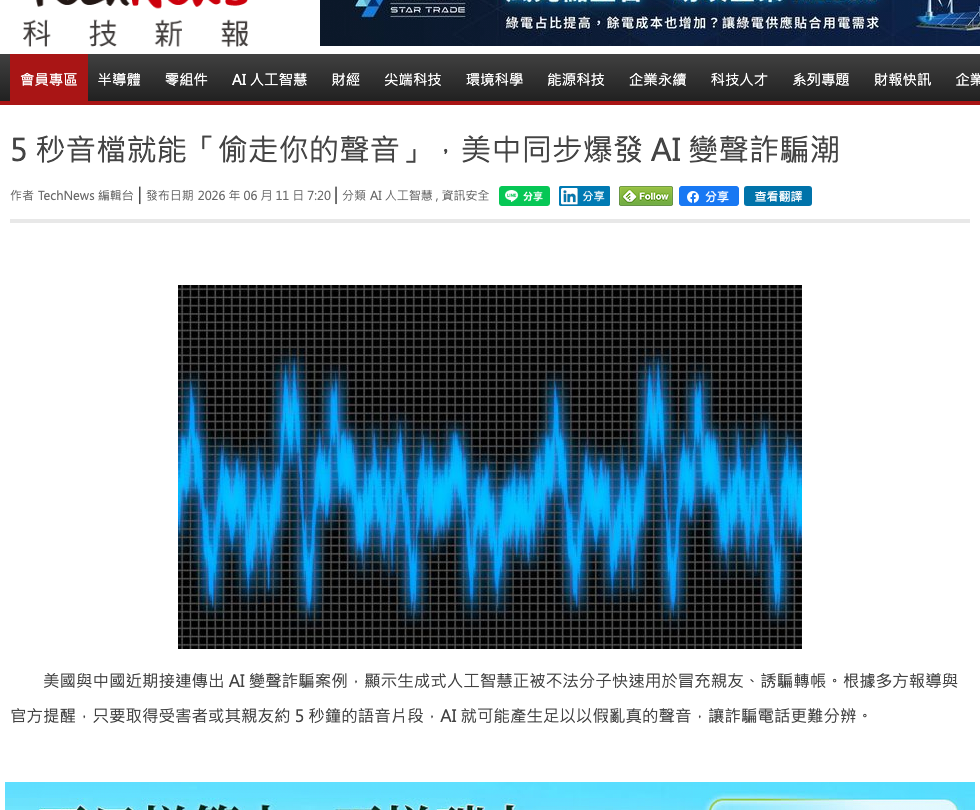 科技新報
STAR TRADE
綠電占比提高，餘電成本也增加？讓綠電供應貼合用電需求
會員專區 半導體 零組件 AI 人工智慧 財經 尖端科技 環境科學 能源科技 企業永續 科技人才 系列專題 財報快訊
5 秒音檔就能「偷走你的聲音」，美中同步爆發 AI 變聲詐騙潮
作者 TechNews 編輯台 | 發布日期 2026 年 06 月 11 日 7:20 | 分類 AI 人工智慧 , 資訊安全 分享 分享 Follow 分享 查看翻譯
美國與中國近期接連傳出 AI 變聲詐騙案例，顯示生成式人工智慧正被不法分子快速用於冒充親友、誘騙轉帳。根據多方報導與
官方提醒，只要取得受害者或其親友約 5 秒鐘的語音片段，AI 就可能產生足以以假亂真的聲音，讓詐騙電話更難分辨。